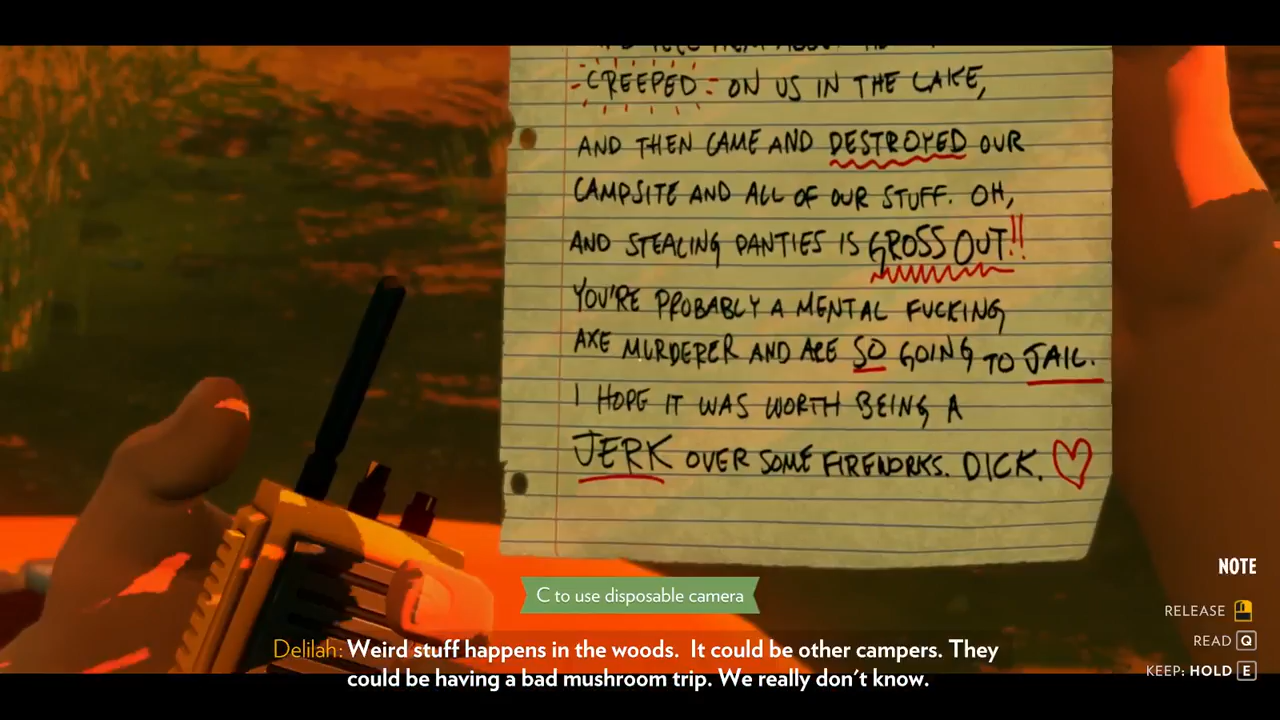 CREEPED ON US IN THE LAKE,
AND THEN CAME AND DESTROYED OUR
CAMPSITE AND ALL OF OUR STUFF. OH,
AND STEALING PANTIES IS GROSS OUT!!
YOU'RE PROBABLY A MENTAL FUCKING
AXE MURDERER AND ARE SO GOING TO JAIL.
I HOPE IT WAS WORTH BEING A
JERK OVER SOME FIREWORKS. DICK.
NOTE
C to use disposable camera
RELEASE
READ Q
KEEP: HOLD E
Delilah: Weird stuff happens in the woods. It could be other campers. They
could be having a bad mushroom trip. We really don't know.